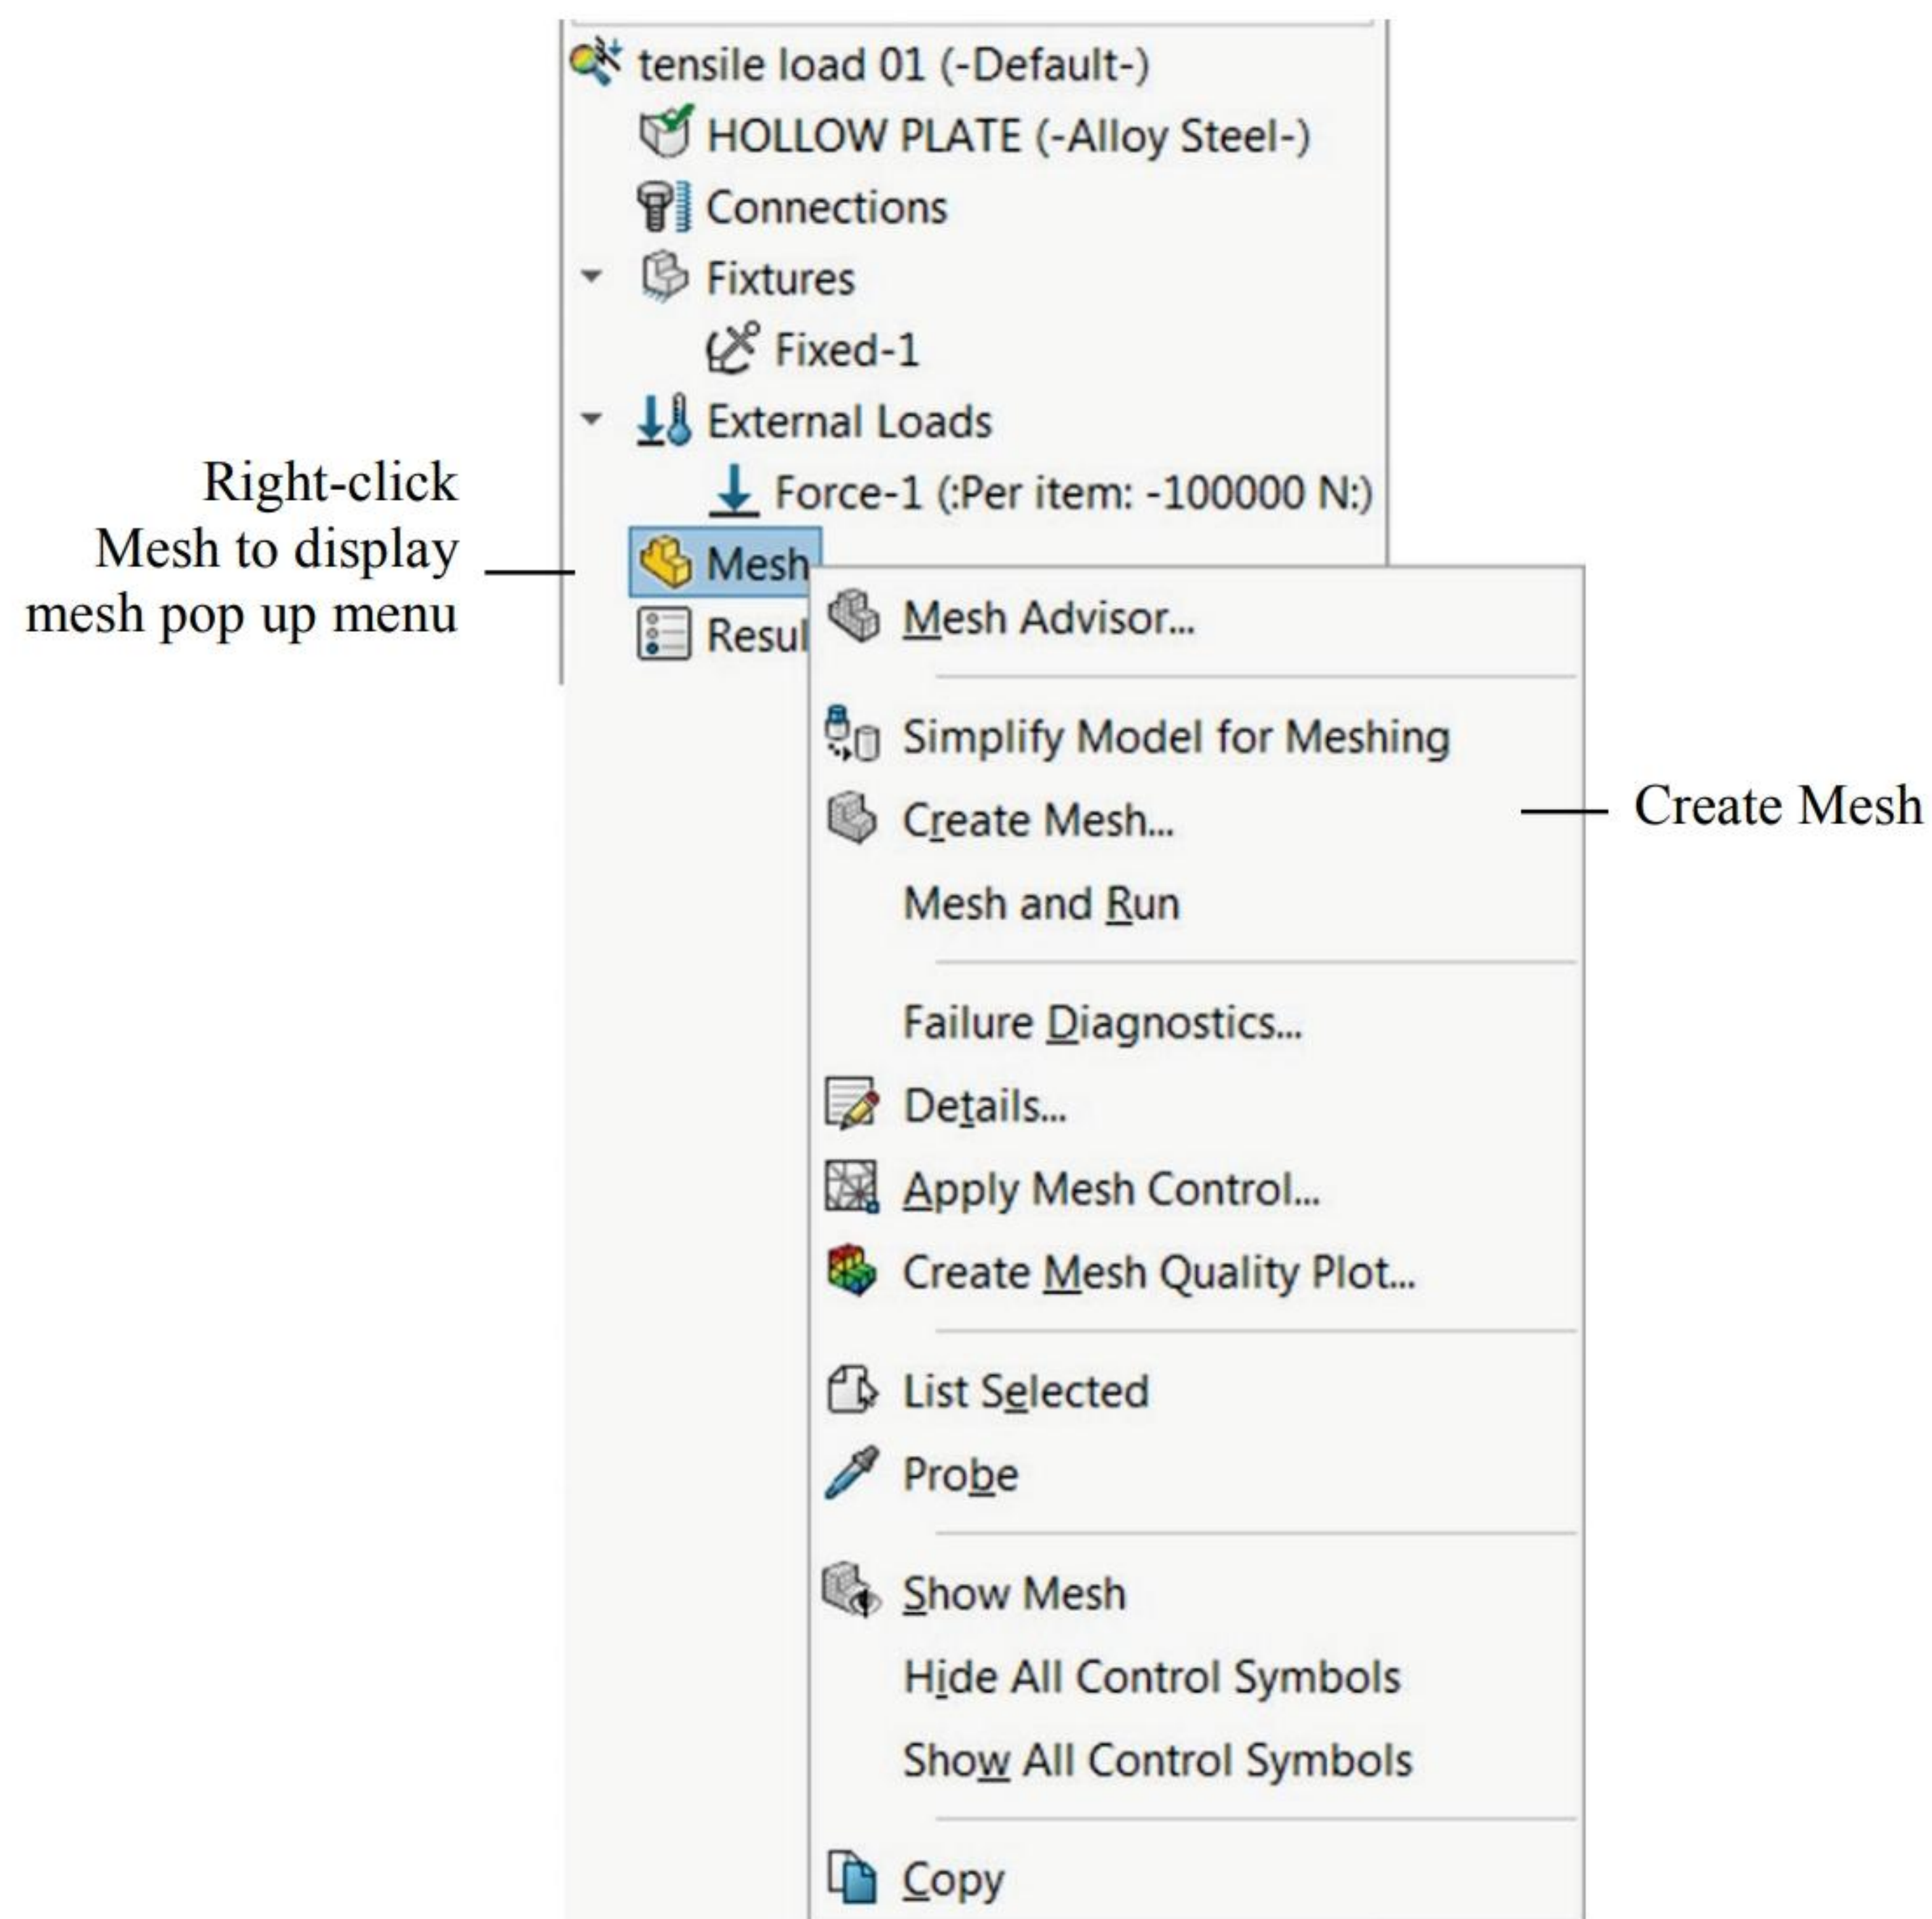 tensile load 01 (-Default-)
HOLLOW PLATE (-Alloy Steel-)
Connections
Fixtures
Fixed-1
External Loads
Force-1 (:Per item: -100000 N:)
Right-click
Mesh to display
mesh pop up menu
Mesh
Resul
Mesh Advisor...
Simplify Model for Meshing
Create Mesh...
Create Mesh
Mesh and Run
Failure Diagnostics...
Details...
Apply Mesh Control...
Create Mesh Quality Plot...
List Selected
Probe
Show Mesh
Hide All Control Symbols
Show All Control Symbols
Copy